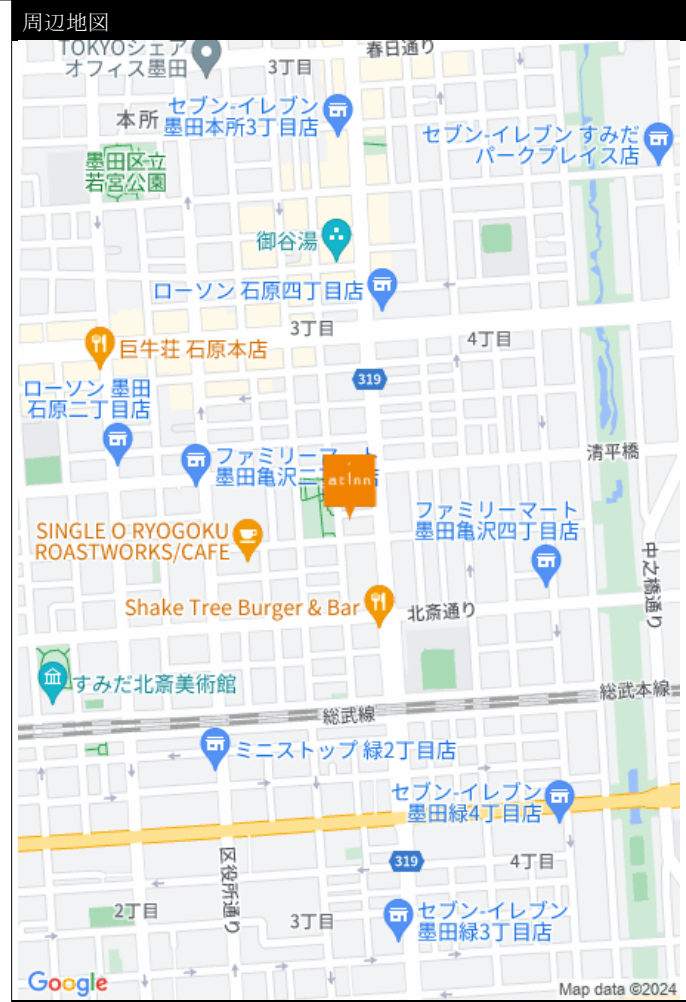 周辺地図
TOKYOシェア
オフィス墨田
春日通り
3丁目
本所
セブン-イレブン
墨田本所3丁目店
セブン-イレブン すみだ
パークプレイス店
墨田区立
若宮公園
御谷湯
ローソン 石原四丁目店
3丁目
4丁目
巨牛荘 石原本店
319
ローソン 墨田
石原二丁目店
清平橋
ファミリーマート
墨田亀沢三
店
at inn
ファミリーマート
墨田亀沢四丁目店
SINGLE O RYOGOKU
ROASTWORKS/CAFE
中之橋通り
Shake Tree Burger & Bar
北斎通り
すみだ北斎美術館
総武本線
総武線
ミニストップ 緑2丁目店
セブン-イレブン
墨田緑4丁目店
区役所通り
319
4丁目
2丁目
3丁目
セブン-イレブン
墨田緑3丁目店
Google
Map data ©2024